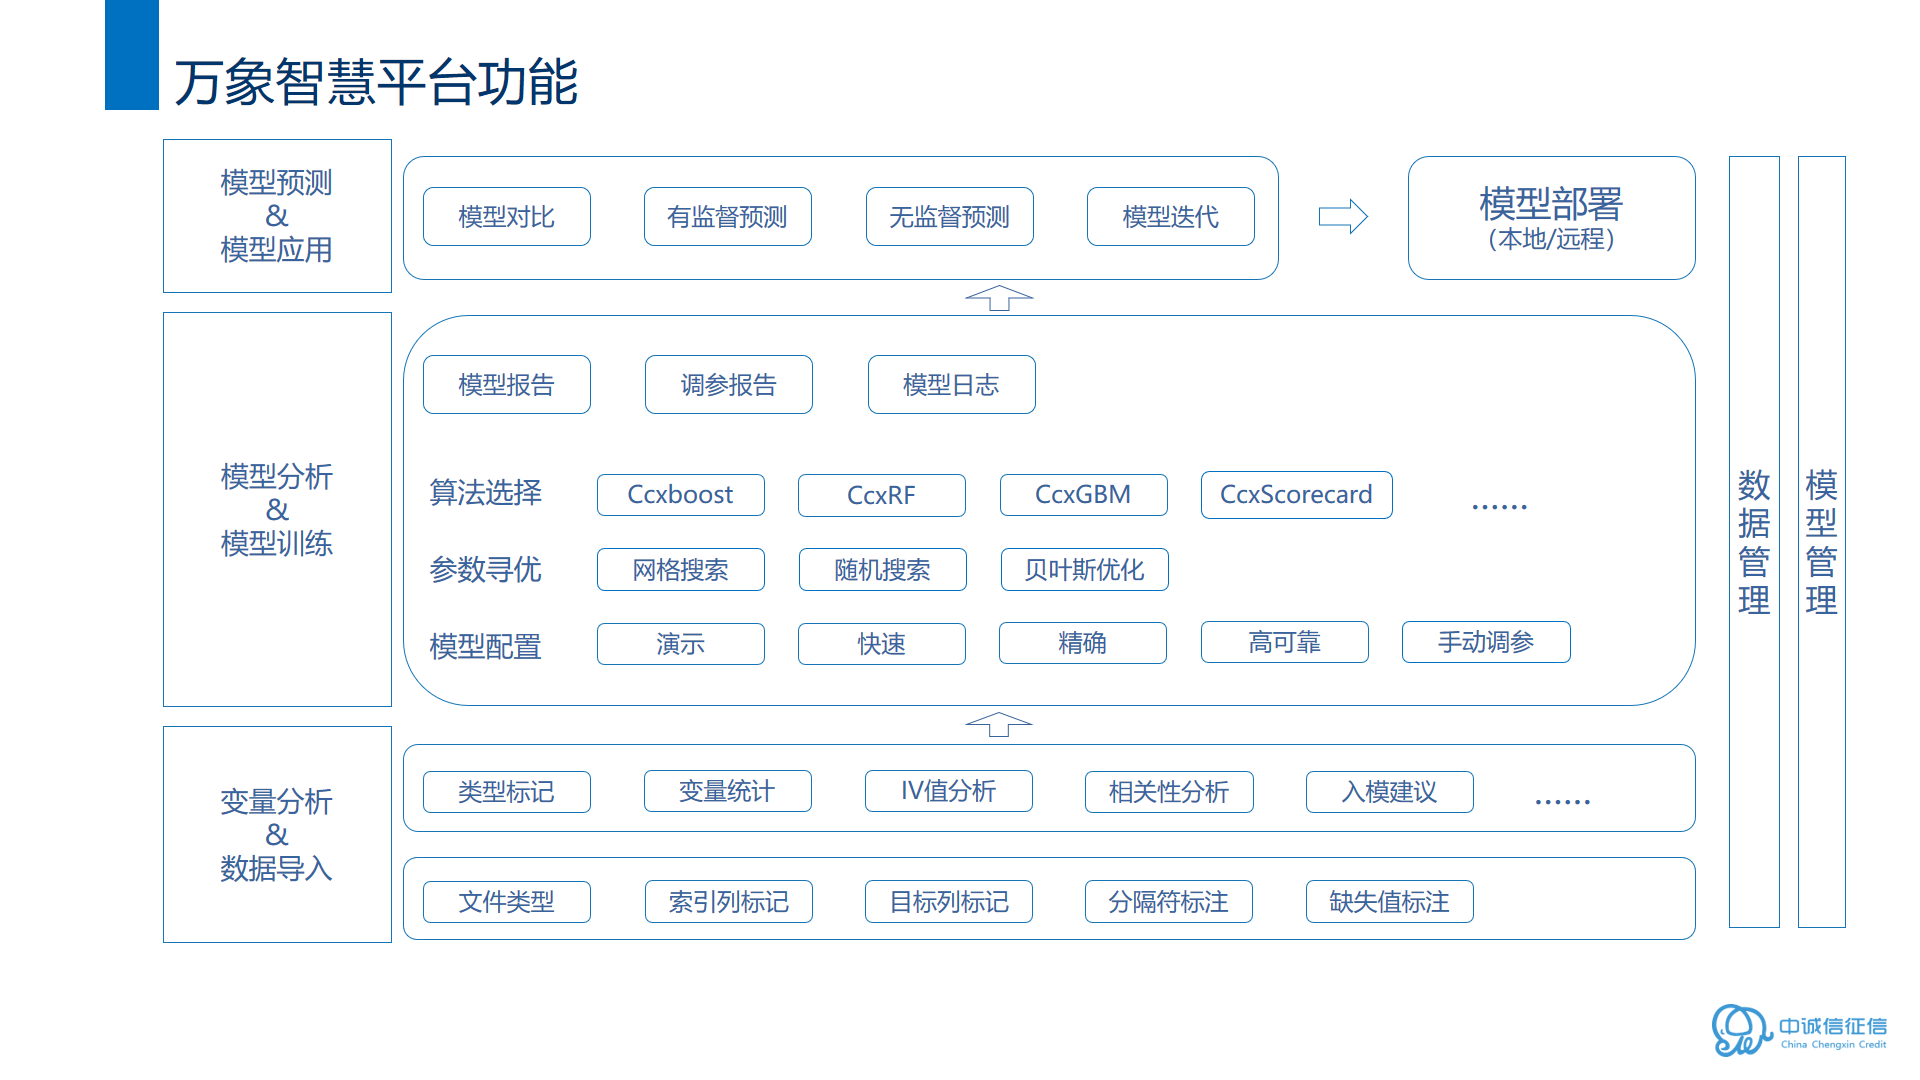 万象智慧平台功能
模型预测
&
模型应用
模型对比
有监督预测
无监督预测
模型迭代
模型部署
(本地/远程)
模型分析
&
模型训练
模型报告
调参报告
模型日志
算法选择
Ccxboost
CcxRF
CcxGBM
CcxScorecard
......
参数寻优
网格搜索
随机搜索
贝叶斯优化
模型配置
演示
快速
精确
高可靠
手动调参
变量分析
&
数据导入
类型标记
变量统计
IV值分析
相关性分析
入模建议
......
文件类型
索引列标记
目标列标记
分隔符标注
缺失值标注
数据管理
模型管理
中诚信征信
China Chengxin Credit